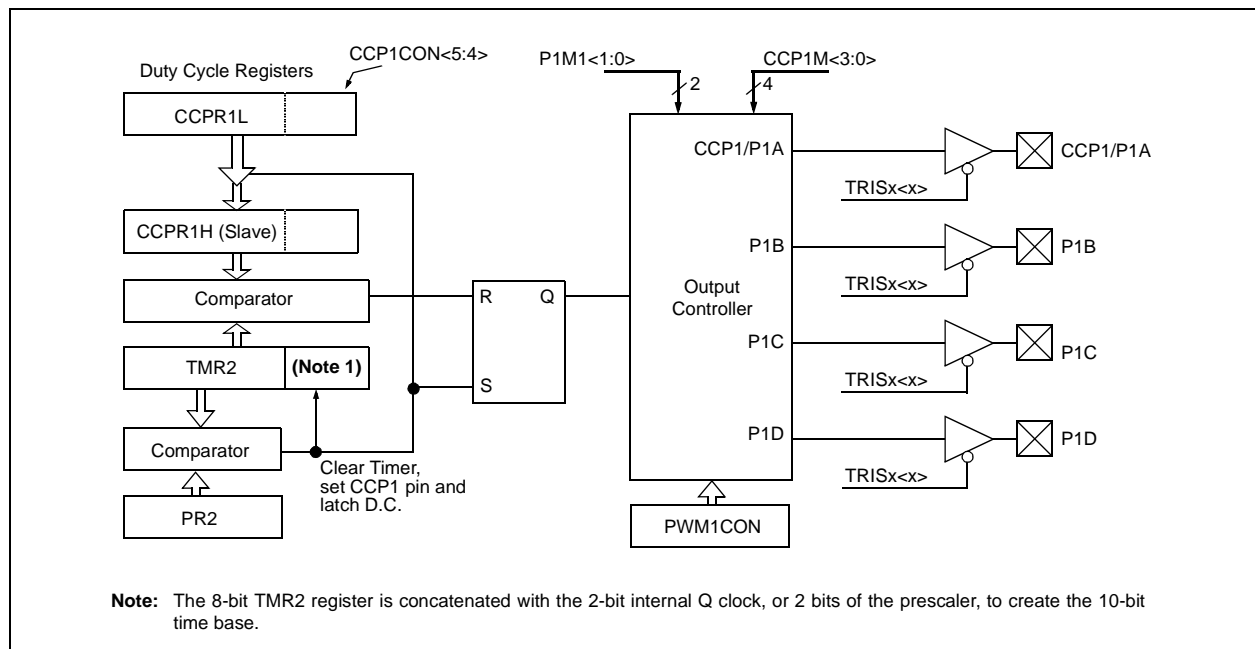 CCP1CON<5:4>
Duty Cycle Registers
CCPR1L
CCPR1H (Slave)
Comparator
TMR2
(Note 1)
Comparator
PR2
Clear Timer,
set CCP1 pin and
latch D.C.
R
Q
S
P1M1<1:0>
2
CCP1M<3:0>
4
Output
Controller
CCP1/P1A
P1B
P1C
P1D
PWM1CON
TRISx<x>
CCP1/P1A
TRISx<x>
P1B
TRISx<x>
P1C
TRISx<x>
P1D
Note: The 8-bit TMR2 register is concatenated with the 2-bit internal Q clock, or 2 bits of the prescaler, to create the 10-bit
time base.